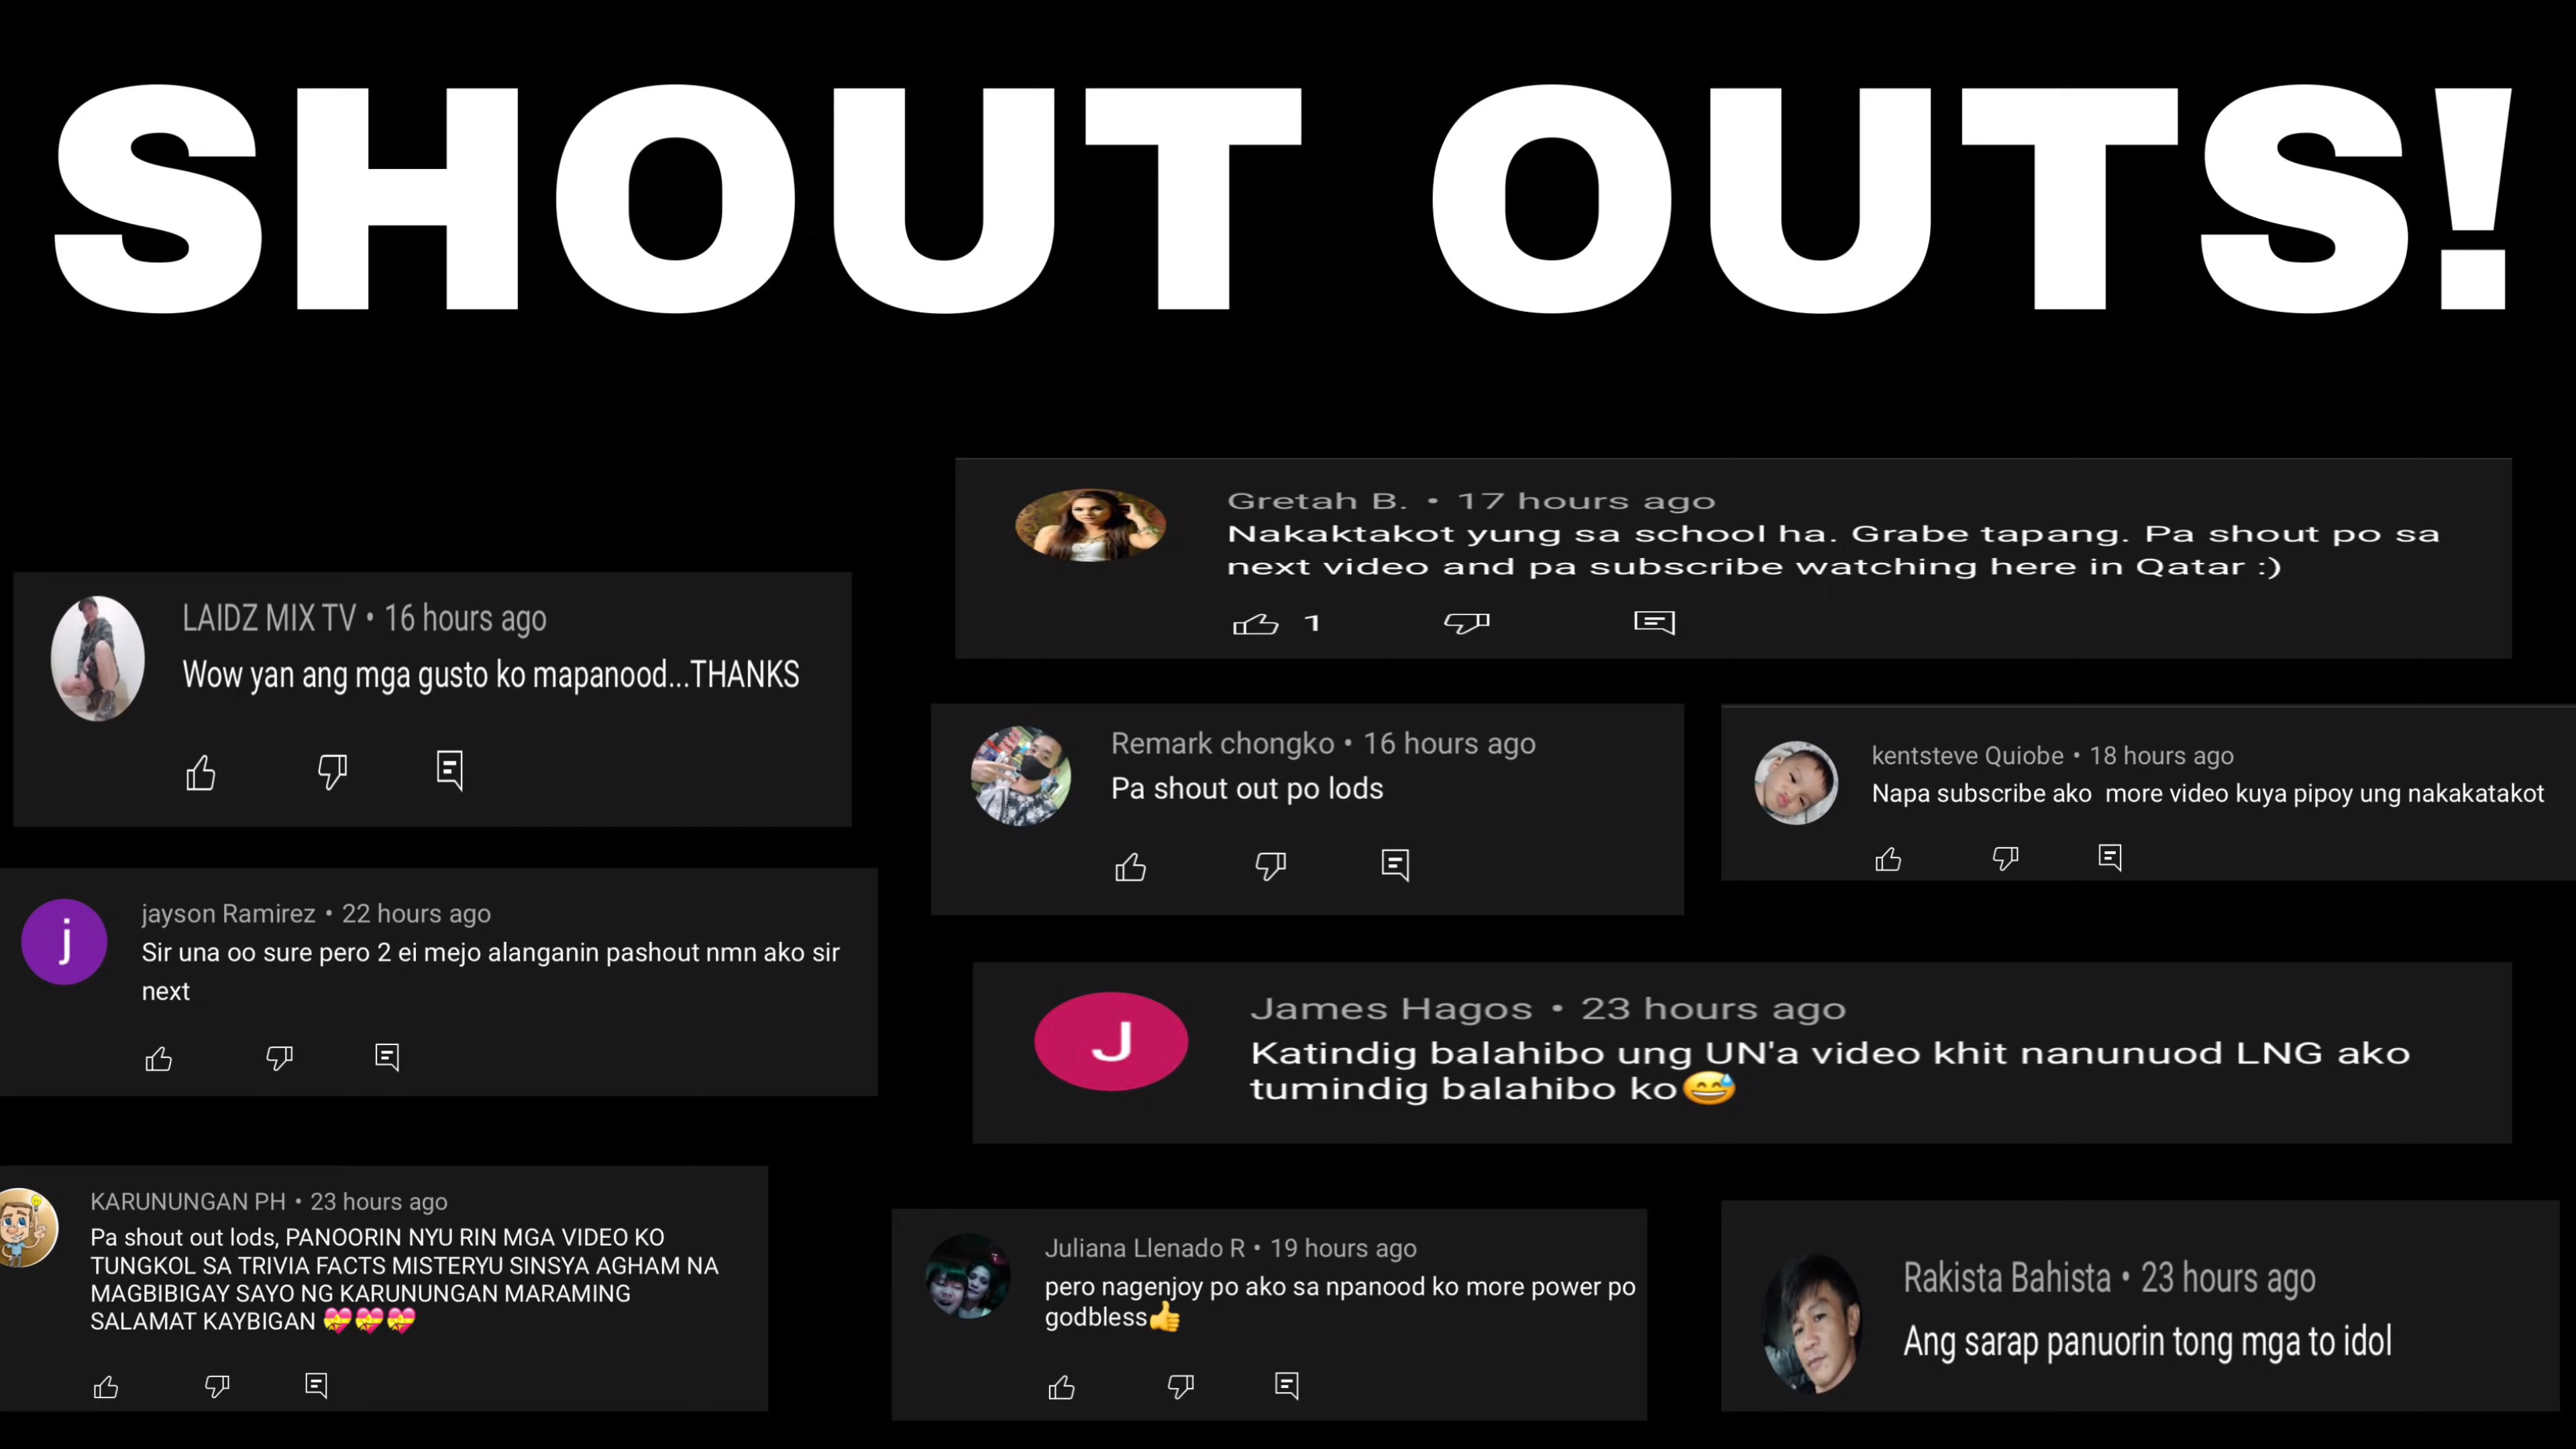 SHOUT OUTS!
Gretah B. • 17 hours ago
Nakaktakot yung sa school ha. Grabe tapang. Pa shout po sa
next video and pa subscribe watching here in Qatar :)
1
LAIDZ MIX TV • 16 hours ago
Wow yan ang mga gusto ko mapanood...THANKS
Remark chongko • 16 hours ago
Pa shout out po lods
kentsteve Quiobe • 18 hours ago
Napa subscribe ako more video kuya pipoy ung nakakatakot
j
jayson Ramirez • 22 hours ago
Sir una oo sure pero 2 ei mejo alanganin pashout nmn ako sir
next
J
James Hagos • 23 hours ago
Katindig balahibo ung UN'a video khit nanunuod LNG ako
tumindig balahibo ko😅
KARUNUNGAN PH • 23 hours ago
Pa shout out lods, PANOORIN NYU RIN MGA VIDEO KO
TUNGKOL SA TRIVIA FACTS MISTERYU SINSYA AGHAM NA
MAGBIBIGAY SAYO NG KARUNUNGAN MARAMING
SALAMAT KAYBIGAN 💝💝💝
Juliana Llenado R • 19 hours ago
pero nagenjoy po ako sa npanood ko more power po
godbless👍
Rakista Bahista • 23 hours ago
Ang sarap panuorin tong mga to idol